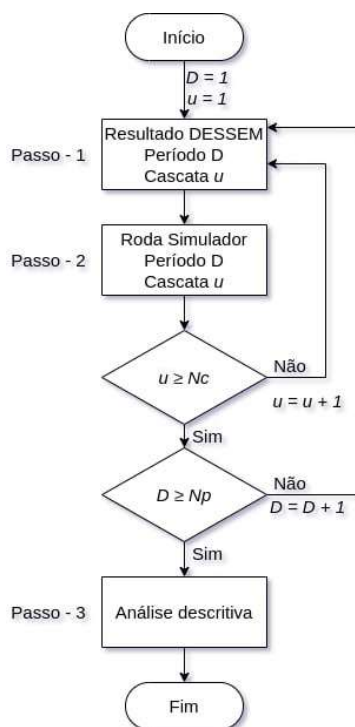 Início
D = 1
u = 1
Passo - 1
Resultado DESSEM
Período D
Cascata u
Passo - 2
Roda Simulador
Período D
Cascata u
u ≥ Nc
Não
u = u + 1
Sim
D ≥ Np
Não
D = D + 1
Sim
Passo - 3
Análise descritiva
Fim